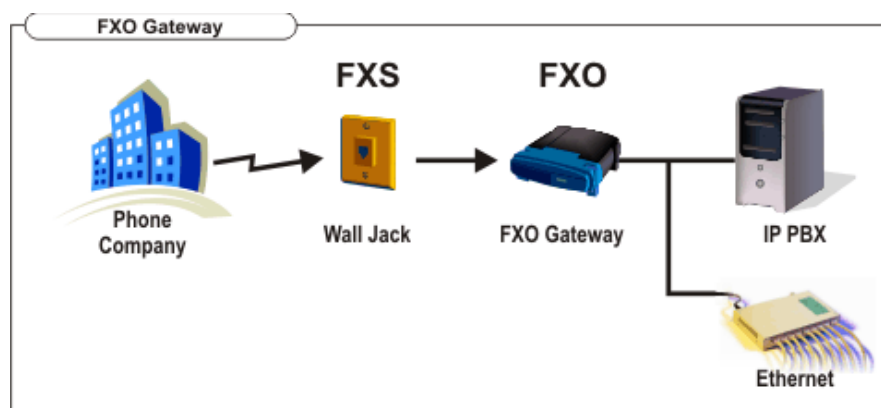 FXO Gateway
FXS
FXO
Phone
Company
Wall Jack
FXO Gateway
IP PBX
Ethernet